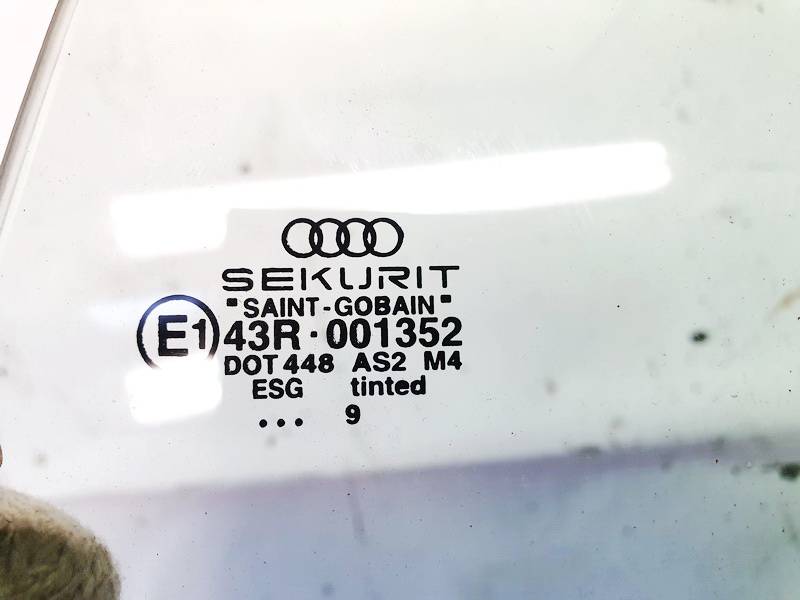 SEKURIT
"SAINT-GOBAIN"
E1 43R·001352
DOT 448 AS2 M4
ESG tinted
... 9